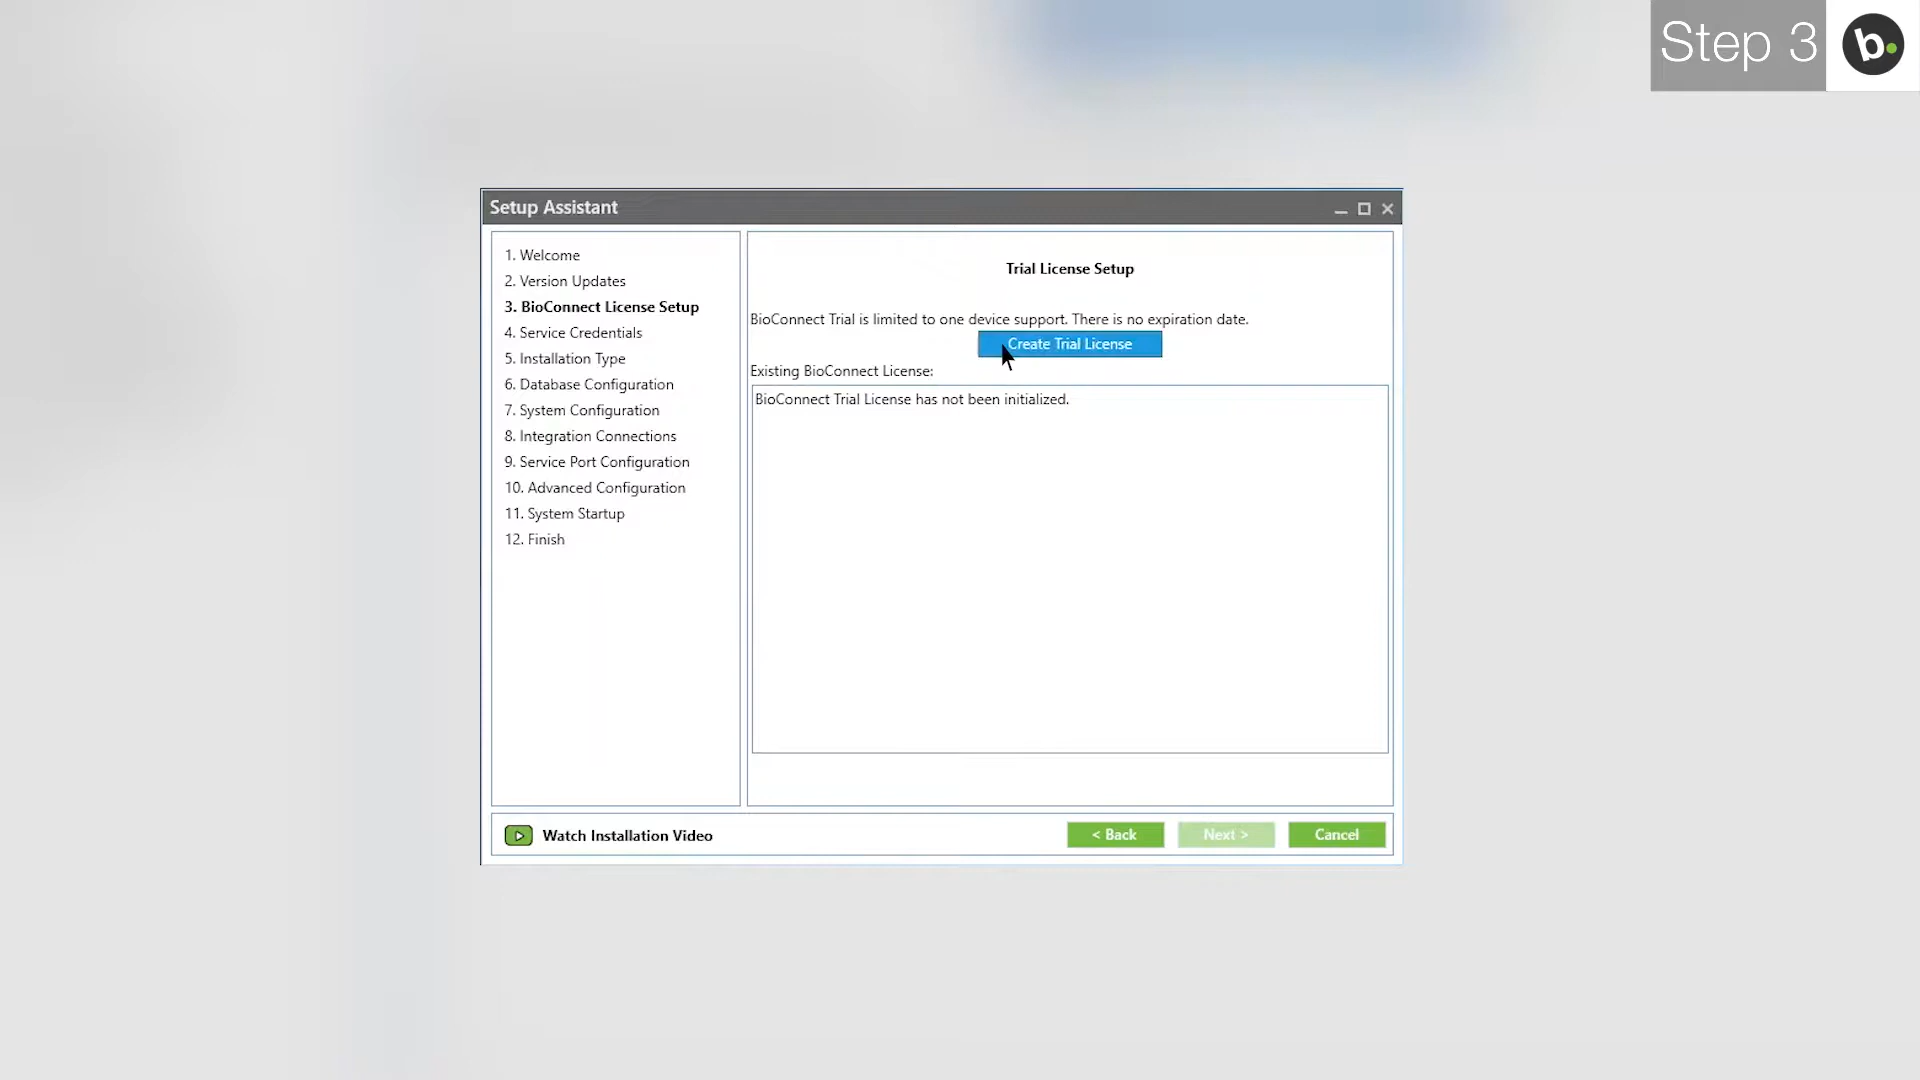 Step 3
b.
Setup Assistant
1. Welcome
2. Version Updates
3. BioConnect License Setup
4. Service Credentials
5. Installation Type
6. Database Configuration
7. System Configuration
8. Integration Connections
9. Service Port Configuration
10. Advanced Configuration
11. System Startup
12. Finish
Trial License Setup
BioConnect Trial is limited to one device support. There is no expiration date.
Create Trial License
Existing BioConnect License:
BioConnect Trial License has not been initialized.
Watch Installation Video
< Back
Next >
Cancel